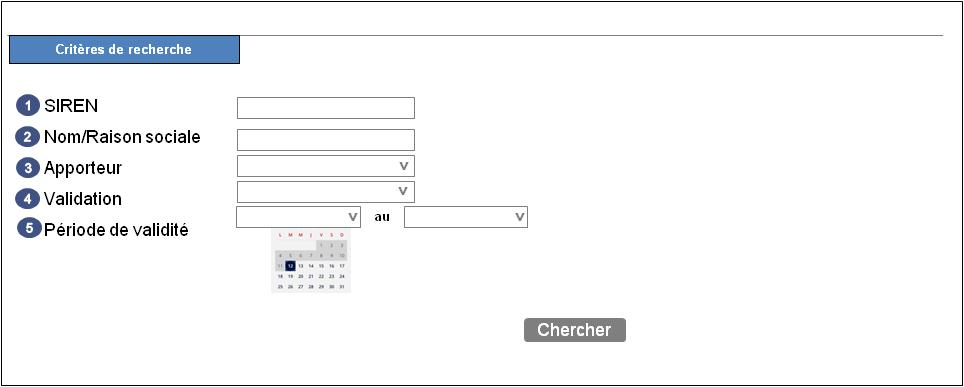 Critères de recherche
1 SIREN
2 Nom/Raison sociale
3 Apporteur
4 Validation
5 Période de validité
au
L M M J V S D
1 2 3
4 5 6 7 8 9 10
11 12 13 14 15 16 17
18 19 20 21 22 23 24
25 26 27 28 29 30 31
Chercher